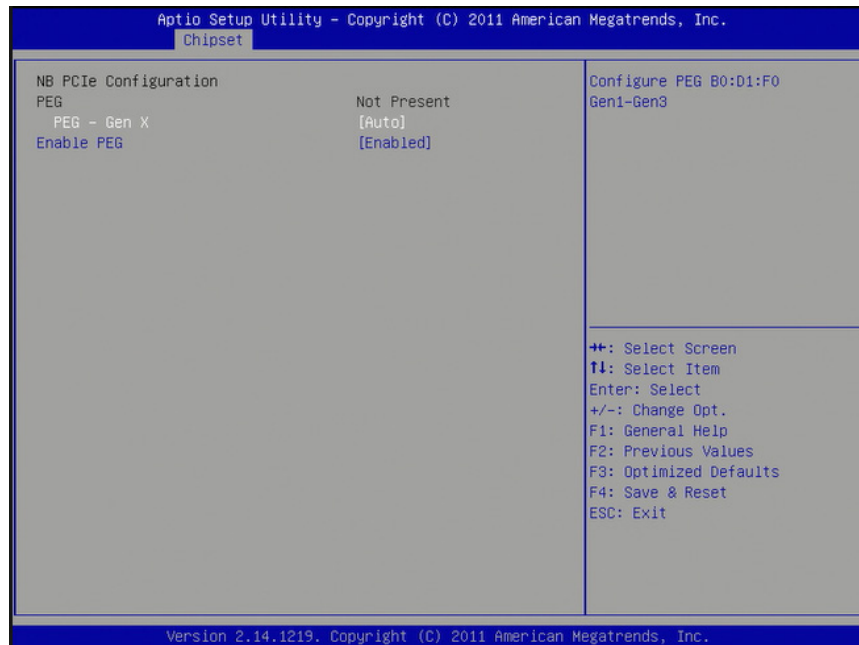 Aptio Setup Utility – Copyright (C) 2011 American Megatrends, Inc.
Chipset
NB PCIe Configuration
PEG Not Present
PEG – Gen X [Auto]
Enable PEG [Enabled]
Configure PEG B0:D1:F0
Gen1-Gen3
→←: Select Screen
↑↓: Select Item
Enter: Select
+/-: Change Opt.
F1: General Help
F2: Previous Values
F3: Optimized Defaults
F4: Save & Reset
ESC: Exit
Version 2.14.1219. Copyright (C) 2011 American Megatrends, Inc.